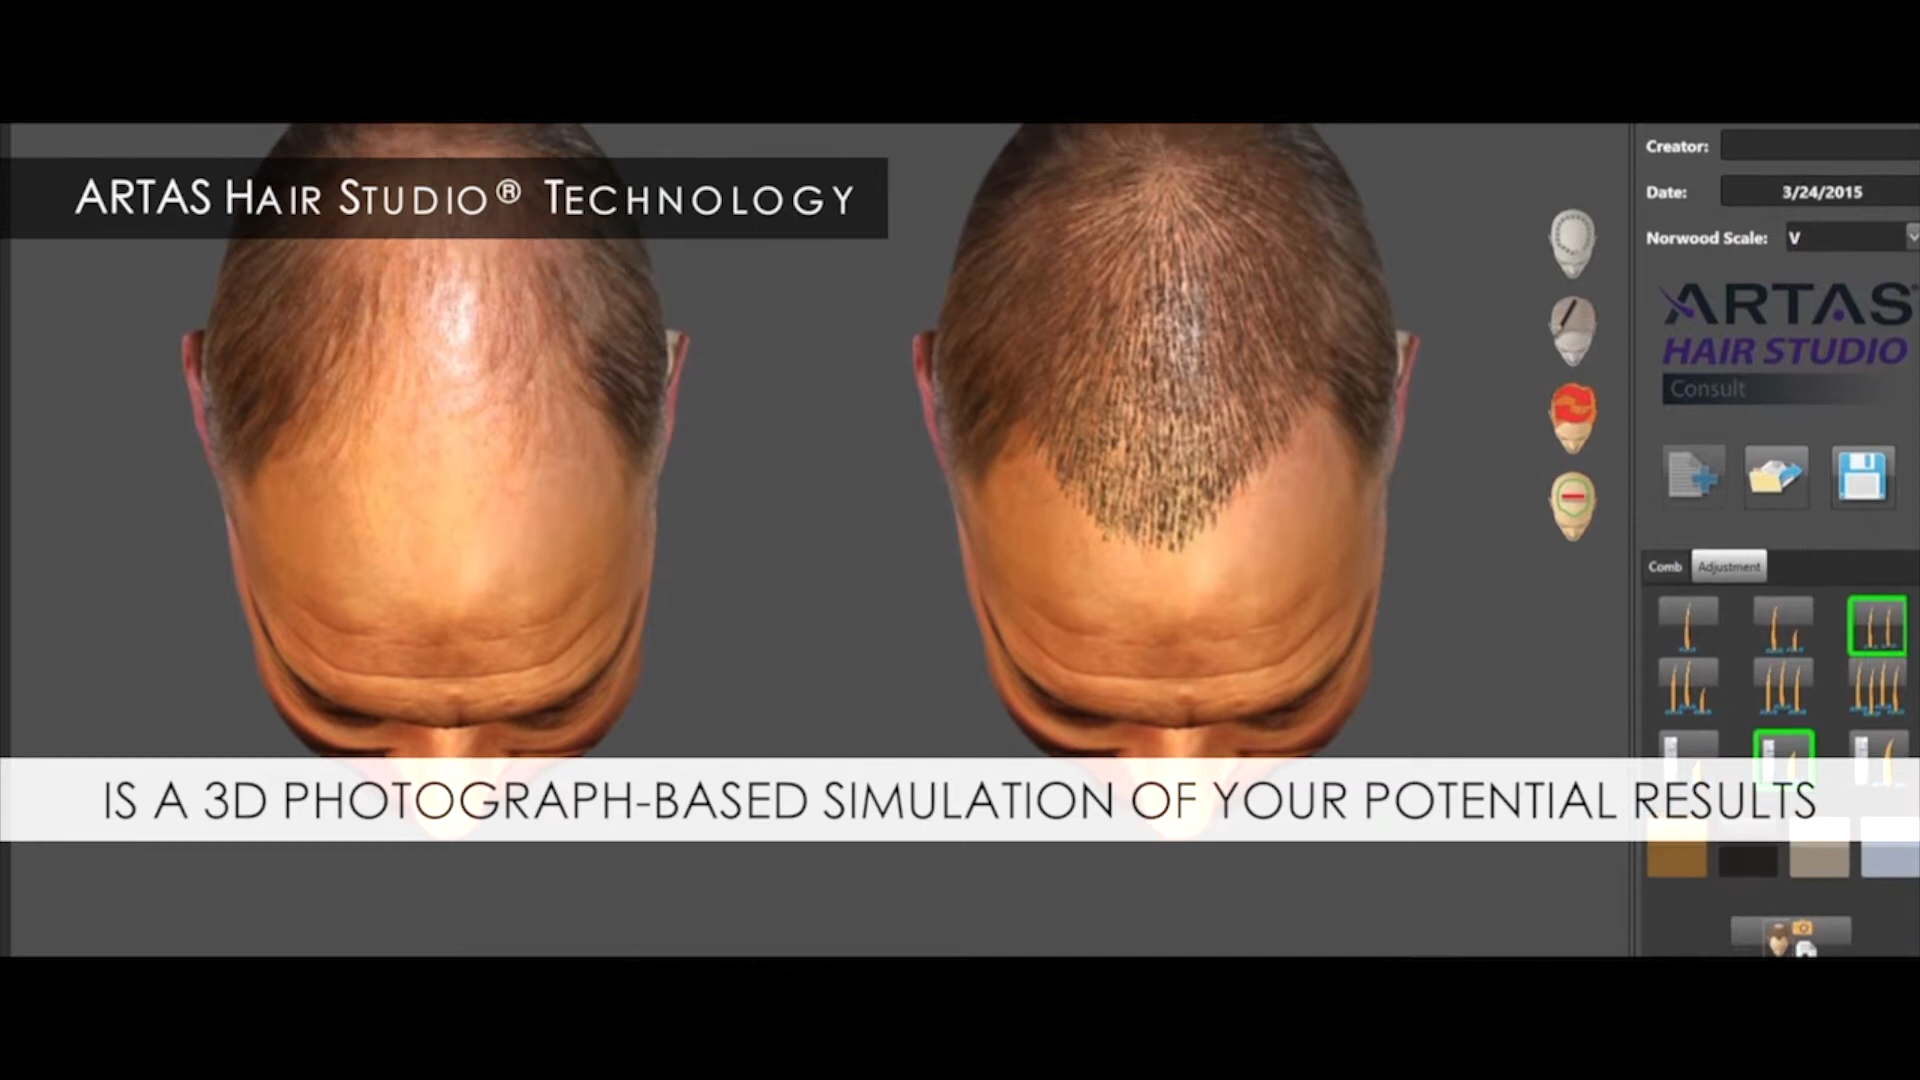 ARTAS HAIR STUDIO® TECHNOLOGY
Creator:
Date: 3/24/2015
Norwood Scale: V
ARTAS
HAIR STUDIO
Consult
Comb Adjustment
IS A 3D PHOTOGRAPH-BASED SIMULATION OF YOUR POTENTIAL RESULTS